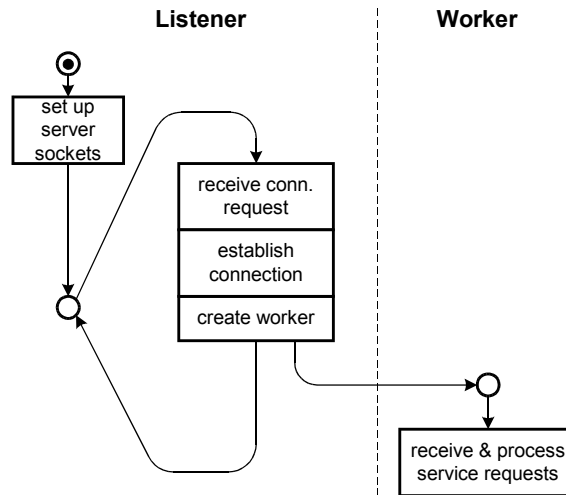 Listener
Worker
set up
server
sockets
receive conn.
request
establish
connection
create worker
receive & process
service requests